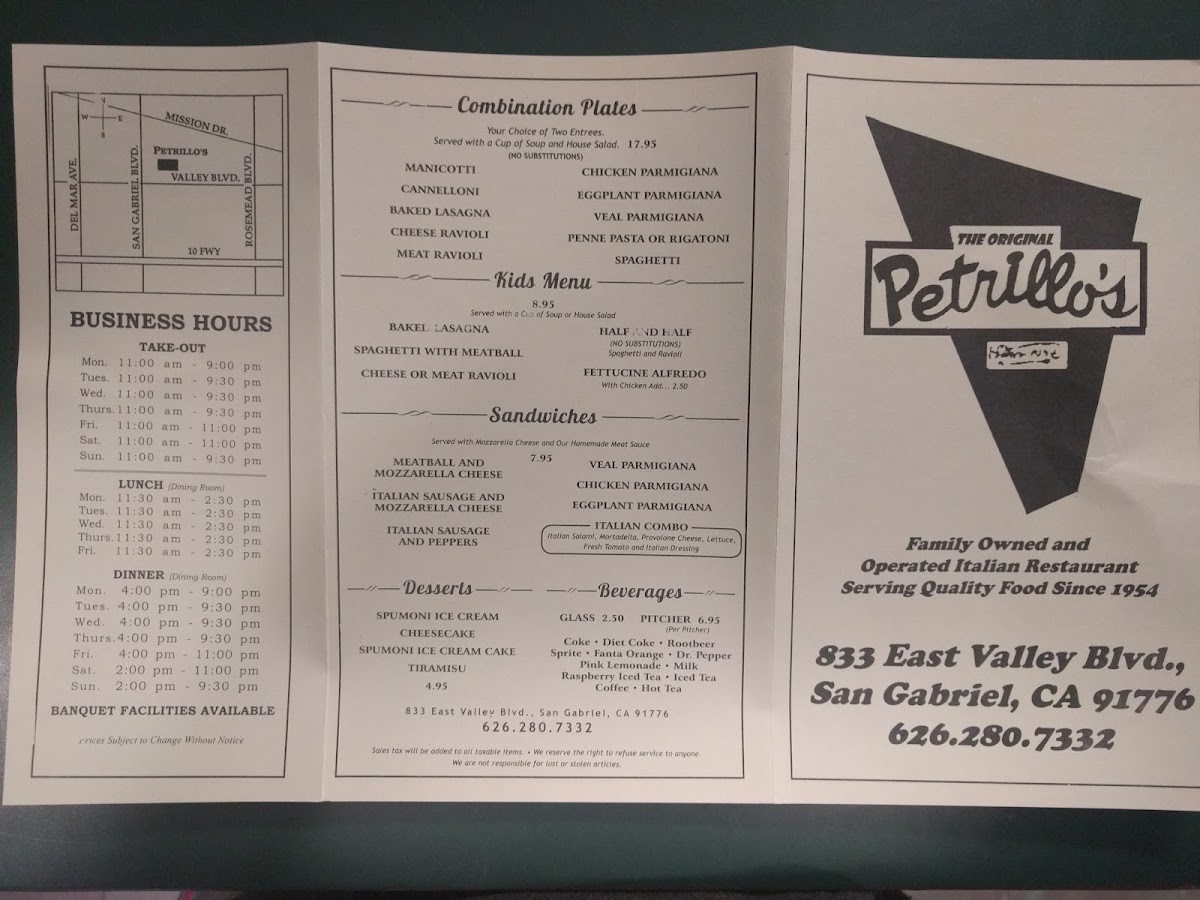 N
W E
S
MISSION DR.
PETRILLO'S
VALLEY BLVD.
DEL MAR AVE.
SAN GABRIEL BLVD.
ROSEMEAD BLVD.
10 FWY
BUSINESS HOURS
TAKE-OUT
Mon. 11:00 am - 9:00 pm
Tues. 11:00 am - 9:30 pm
Wed. 11:00 am - 9:30 pm
Thurs. 11:00 am - 9:30 pm
Fri. 11:00 am - 11:00 pm
Sat. 11:00 am - 11:00 pm
Sun. 11:00 am - 9:30 pm
LUNCH (Dining Room)
Mon. 11:30 am - 2:30 pm
Tues. 11:30 am - 2:30 pm
Wed. 11:30 am - 2:30 pm
Thurs. 11:30 am - 2:30 pm
Fri. 11:30 am - 2:30 pm
DINNER (Dining Room)
Mon. 4:00 pm - 9:00 pm
Tues. 4:00 pm - 9:30 pm
Wed. 4:00 pm - 9:30 pm
Thurs. 4:00 pm - 9:30 pm
Fri. 4:00 pm - 11:00 pm
Sat. 2:00 pm - 11:00 pm
Sun. 2:00 pm - 9:30 pm
BANQUET FACILITIES AVAILABLE
Prices Subject to Change Without Notice
Combination Plates
Your Choice of Two Entrees.
Served with a Cup of Soup and House Salad. 17.95
(NO SUBSTITUTIONS)
MANICOTTI
CANNELLONI
BAKED LASAGNA
CHEESE RAVIOLI
MEAT RAVIOLI
CHICKEN PARMIGIANA
EGGPLANT PARMIGIANA
VEAL PARMIGIANA
PENNE PASTA OR RIGATONI
SPAGHETTI
Kids Menu
8.95
Served with a Cup of Soup or House Salad
BAKED LASAGNA
SPAGHETTI WITH MEATBALL
CHEESE OR MEAT RAVIOLI
HALF AND HALF
(NO SUBSTITUTIONS)
Spaghetti and Ravioli
FETTUCINE ALFREDO
With Chicken Add... 2.50
Sandwiches
Served with Mozzarella Cheese and Our Homemade Meat Sauce
7.95
MEATBALL AND
MOZZARELLA CHEESE
ITALIAN SAUSAGE AND
MOZZARELLA CHEESE
ITALIAN SAUSAGE
AND PEPPERS
VEAL PARMIGIANA
CHICKEN PARMIGIANA
EGGPLANT PARMIGIANA
ITALIAN COMBO
Italian Salami, Mortadella, Provolone Cheese, Lettuce,
Fresh Tomato and Italian Dressing
Desserts
SPUMONI ICE CREAM
CHEESECAKE
SPUMONI ICE CREAM CAKE
TIRAMISU
4.95
Beverages
GLASS 2.50 PITCHER 6.95
(Per Pitcher)
Coke • Diet Coke • Rootbeer
Sprite • Fanta Orange • Dr. Pepper
Pink Lemonade • Milk
Raspberry Iced Tea • Iced Tea
Coffee • Hot Tea
833 East Valley Blvd., San Gabriel, CA 91776
626.280.7332
Sales tax will be added to all taxable items. • We reserve the right to refuse service to anyone.
We are not responsible for lost or stolen articles.
THE ORIGINAL
Petrillo's
Family Owned and
Operated Italian Restaurant
Serving Quality Food Since 1954
833 East Valley Blvd.,
San Gabriel, CA 91776
626.280.7332